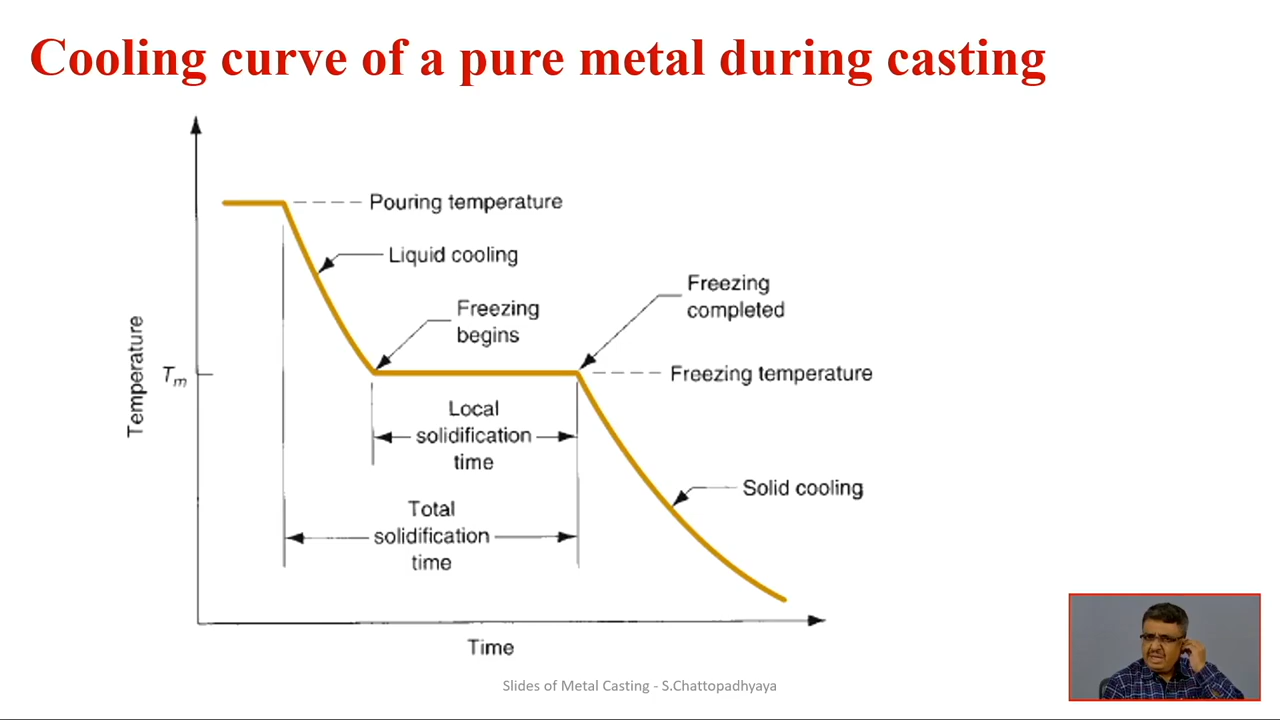 Cooling curve of a pure metal during casting
Pouring temperature
Liquid cooling
Freezing
begins
Freezing
completed
Temperature
Tm
Freezing temperature
Local
solidification
time
Solid cooling
Total
solidification
time
Time
Slides of Metal Casting - S.Chattopadhyaya